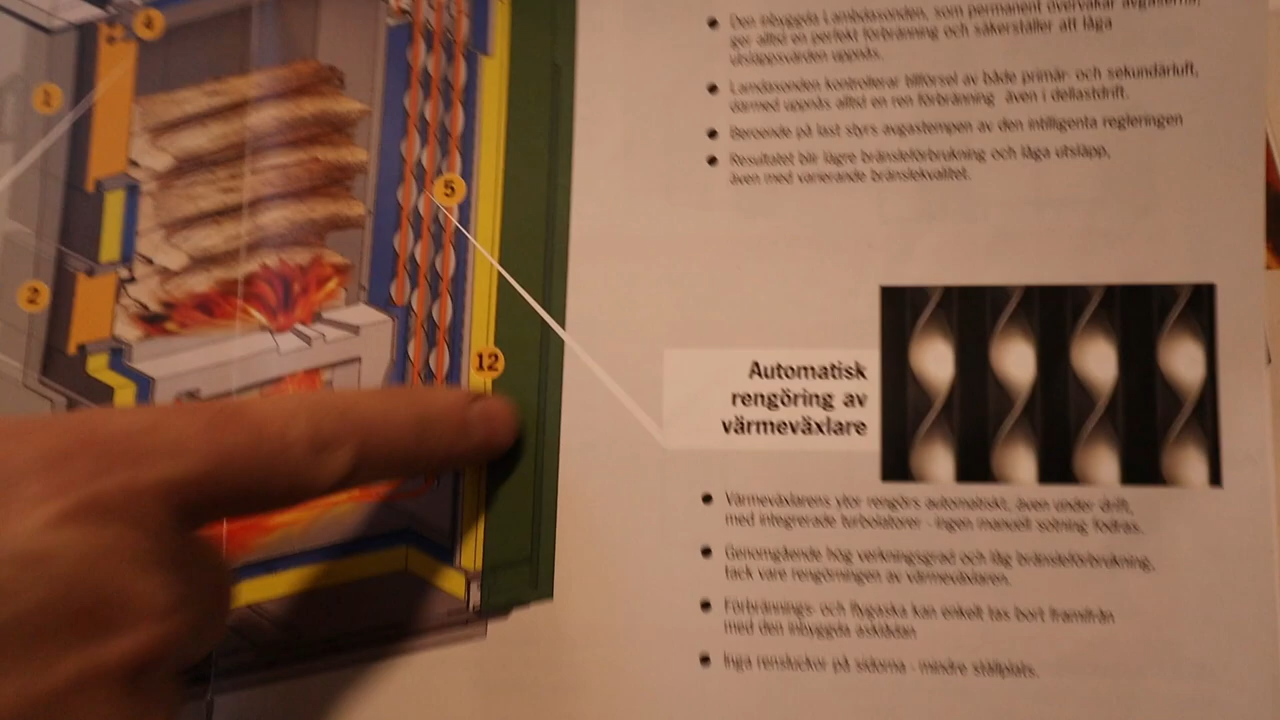 4
1
5
2
12
Den inbyggda Lambdasonden, som permanent övervakar avgaserna,
ger alltid en perfekt förbränning och säkerställer att låga
utsläppsvärden uppnås.
Lamdasonden kontrollerar tillförsel av både primär- och sekundärluft,
därmed uppnås alltid en ren förbränning även i dellastdrift.
Beroende på last styrs avgastempen av den intilligenta regleringen
Resultatet blir lägre bränsleförbrukning och låga utsläpp,
även med varierande bränslekvalitet.
Automatisk
rengöring av
värmeväxlare
Värmeväxlarens ytor rengörs automatiskt, även under drift,
med integrerade turbolatorer - ingen manuell sotning fodras.
Genomgående hög verkningsgrad och låg bränsleförbrukning,
tack vare rengörningen av värmeväxlaren.
Förbrännings- och flygaska kan enkelt tas bort framifrån
med den inbyggda asklådan
Inga rensluckor på sidorna - mindre ställplats.